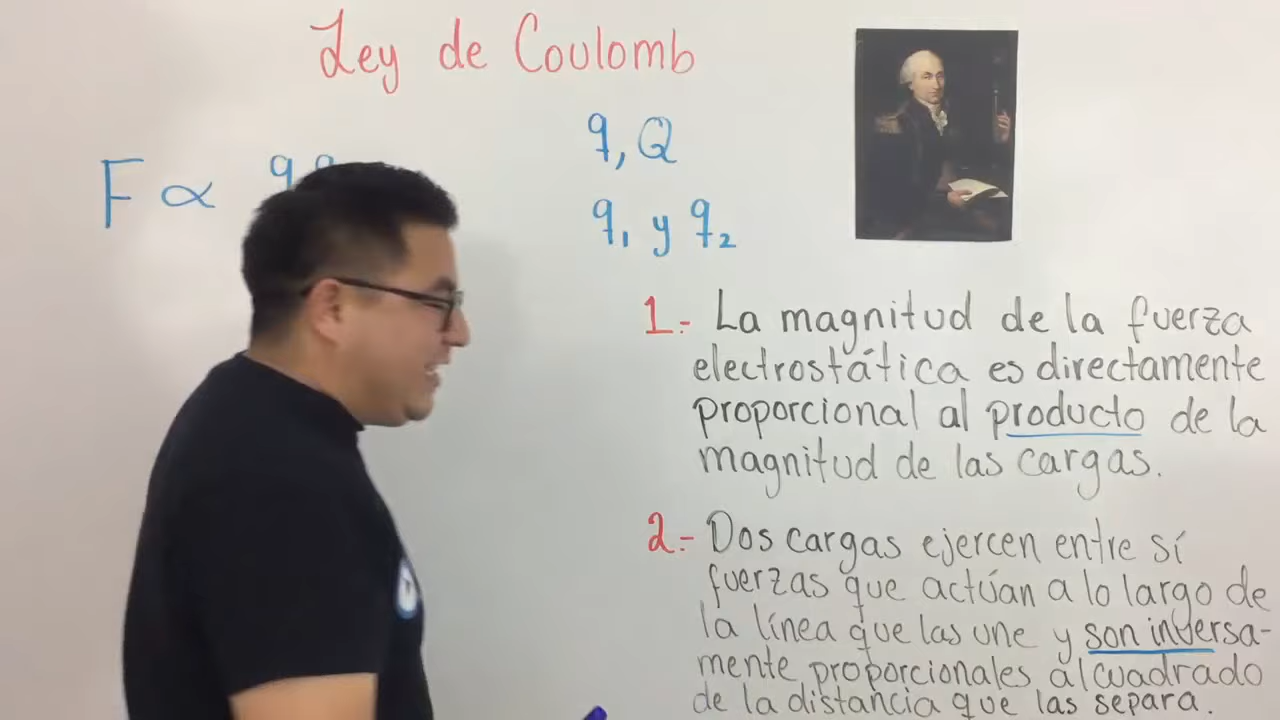 Ley de Coulomb
F ∝ q q
q, Q
q₁ y q₂
1.- La magnitud de la fuerza
electrostática es directamente
proporcional al producto de la
magnitud de las cargas.
2.- Dos cargas ejercen entre sí
fuerzas que actúan a lo largo de
la línea que las une y son inversa-
mente proporcionales al cuadrado
de la distancia que las separa.